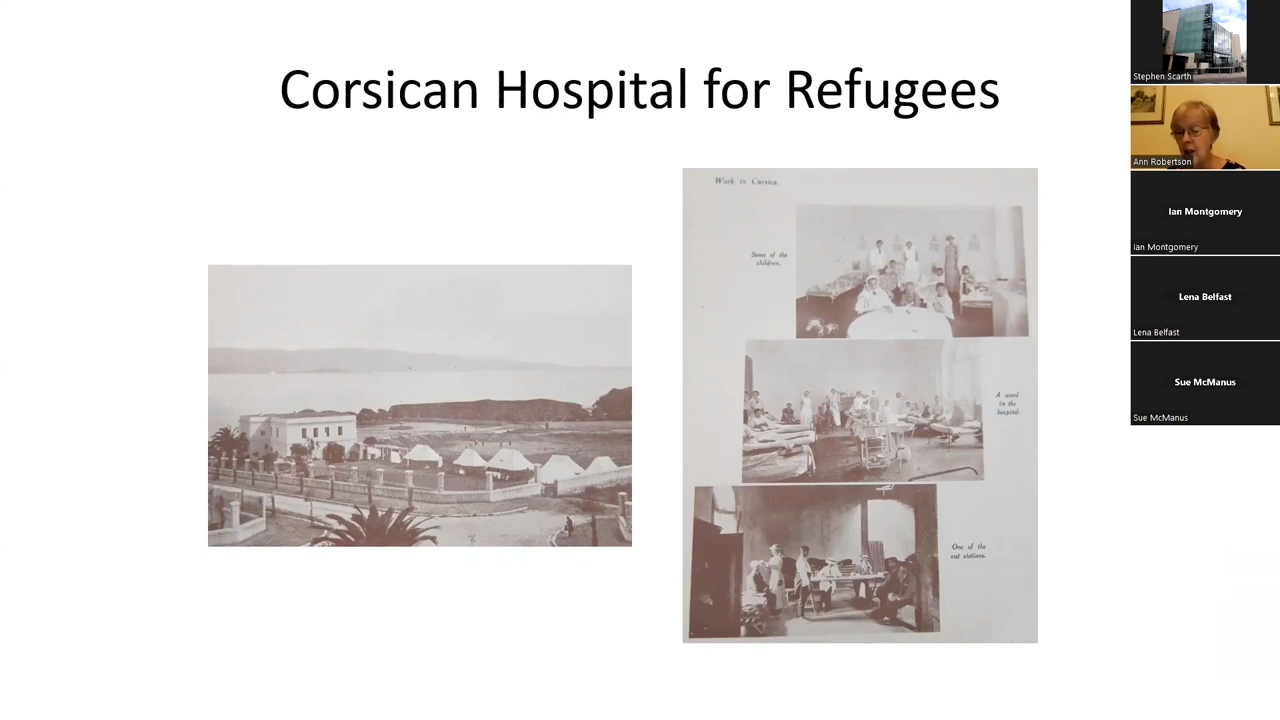 Corsican Hospital for Refugees
Work in Corsica.
Some of the
children.
A ward
in the
hospital.
One of the
out stations.
Stephen Scarth
Ann Robertson
Ian Montgomery
Ian Montgomery
Lena Belfast
Lena Belfast
Sue McManus
Sue McManus